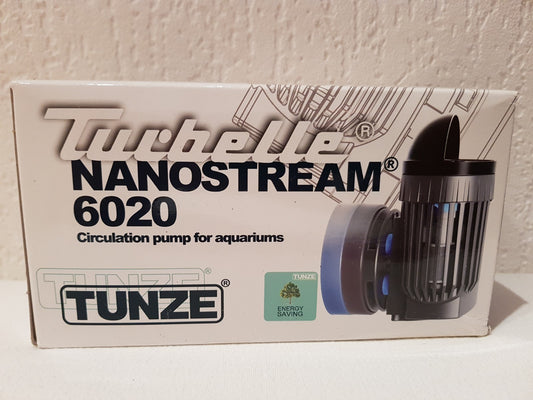 Turbelle®
NANOSTREAM®
6020
Circulation pump for aquariums
TUNZE®
TUNZE®
TUNZE
ENERGY
SAVING